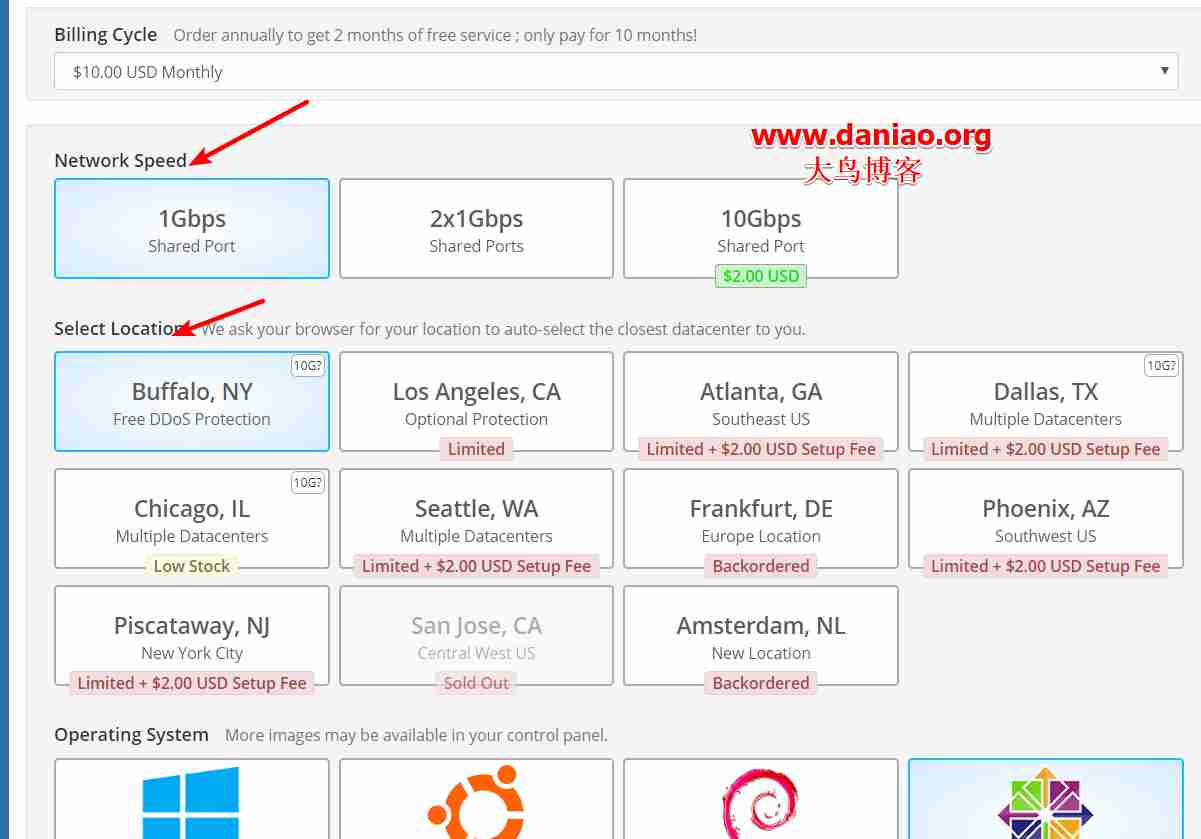 Billing Cycle Order annually to get 2 months of free service ; only pay for 10 months!
$10.00 USD Monthly
www.daniao.org
大鸟博客
Network Speed
1Gbps
Shared Port
2x1Gbps
Shared Ports
10Gbps
Shared Port
$2.00 USD
Select Location We ask your browser for your location to auto-select the closest datacenter to you.
10G?
Buffalo, NY
Free DDoS Protection
Los Angeles, CA
Optional Protection
Limited
Atlanta, GA
Southeast US
Limited + $2.00 USD Setup Fee
10G?
Dallas, TX
Multiple Datacenters
Limited + $2.00 USD Setup Fee
10G?
Chicago, IL
Multiple Datacenters
Low Stock
Seattle, WA
Multiple Datacenters
Limited + $2.00 USD Setup Fee
Frankfurt, DE
Europe Location
Backordered
Phoenix, AZ
Southwest US
Limited + $2.00 USD Setup Fee
Piscataway, NJ
New York City
Limited + $2.00 USD Setup Fee
San Jose, CA
Central West US
Sold Out
Amsterdam, NL
New Location
Backordered
Operating System More images may be available in your control panel.